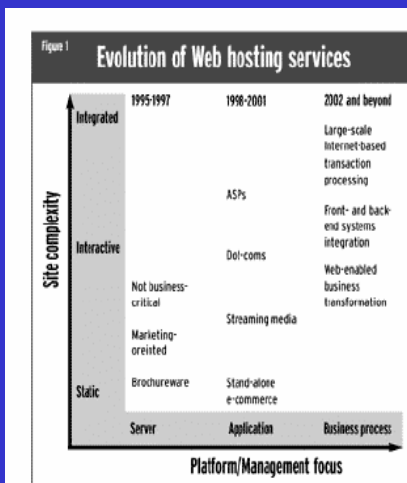 Figure 1
Evolution of Web hosting services
1995-1997
1998-2001
2002 and beyond
Integrated
Large-scale
Internet-based
transaction
processing
ASPs
Front- and back-
end systems
integration
Site complexity
Interactive
Dot-coms
Web-enabled
business
transformation
Not business-
critical
Streaming media
Marketing-
oreinted
Static
Brochureware
Stand-alone
e-commerce
Server
Application
Business process
Platform/Management focus